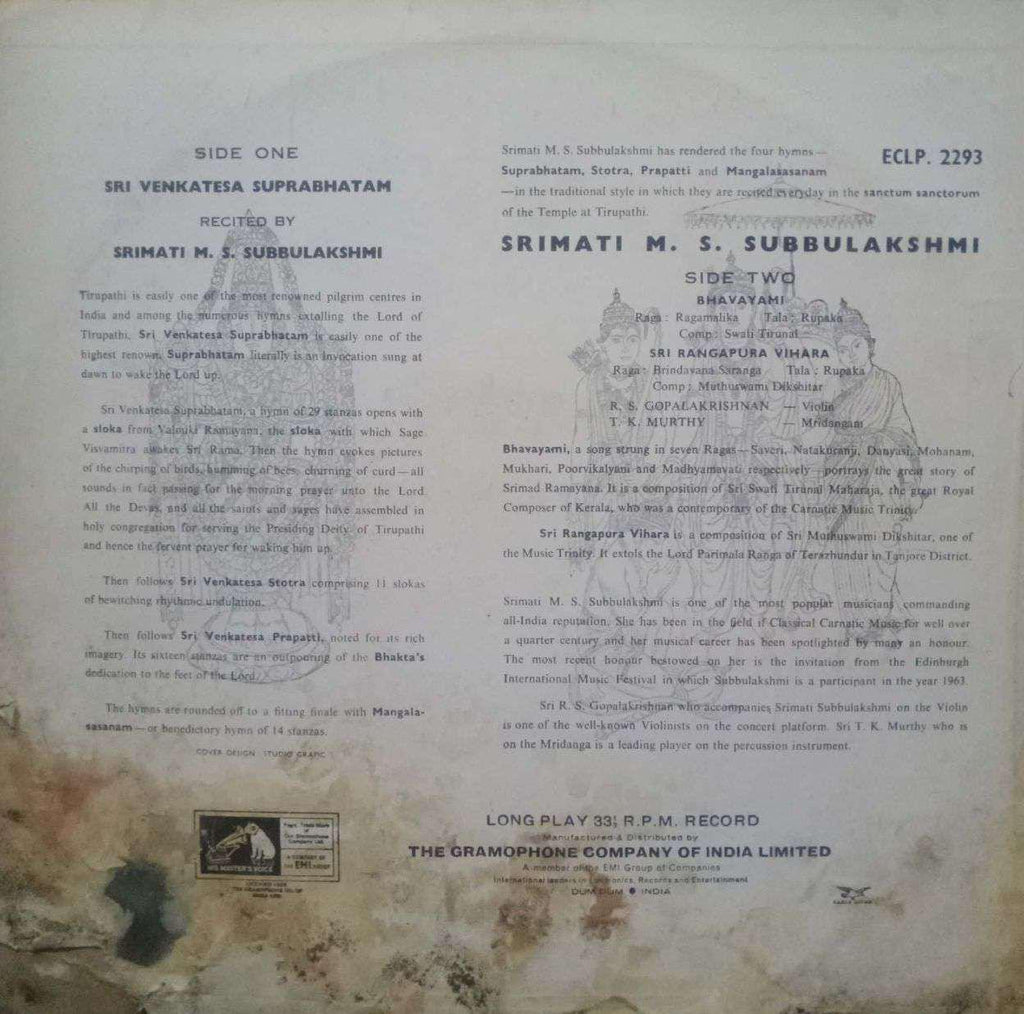 SIDE ONE
SRI VENKATESA SUPRABHATAM
RECITED BY
SRIMATI M. S. SUBBULAKSHMI
Tirupathi is easily one of the most renowned pilgrim centres in
India and among the numerous hymns extolling the Lord of
Tirupathi, Sri Venkatesa Suprabhatam is easily one of the
highest renown. Suprabhatam literally is an invocation sung at
dawn to wake the Lord up.
Sri Venkatesa Suprabhatam, a hymn of 29 stanzas opens with
a sloka from Valmiki Ramayana, the sloka with which Sage
Visvamitra awakes Sri Rama. Then the hymn evokes pictures
of the chirping of birds, humming of bees, churning of curd—all
sounds in fact passing for the morning prayer unto the Lord.
All the Devas, and all the saints and sages have assembled in
holy congregation for serving the Presiding Deity of Tirupathi
and hence the fervent prayer for waking him up.
Then follows Sri Venkatesa Stotra comprising 11 slokas
of bewitching rhythmic undulation.
Then follows Sri Venkatesa Prapatti, noted for its rich
imagery. Its sixteen stanzas are an outpouring of the Bhakta's
dedication to the feet of the Lord.
The hymns are rounded off to a fitting finale with Mangala-
sasanam—or benedictory hymn of 14 stanzas.
COVER DESIGN : STUDIO GRAFIC
Srimati M. S. Subbulakshmi has rendered the four hymns—
Suprabhatam, Stotra, Prapatti and Mangalasasanam
—in the traditional style in which they are recited everyday in the sanctum sanctorum
of the Temple at Tirupathi.
ECLP. 2293
SRIMATI M. S. SUBBULAKSHMI
SIDE TWO
BHAVAYAMI
Raga : Ragamalika Tala : Rupaka
Comp : Swati Tirunal
SRI RANGAPURA VIHARA
Raga : Brindavana Saranga Tala : Rupaka
Comp : Muthuswami Dikshitar
R. S. GOPALAKRISHNAN — Violin
T. K. MURTHY — Mridangam
Bhavayami, a song strung in seven Ragas—Saveri, Natakuranji, Danyasi, Mohanam,
Mukhari, Poorvikalyani and Madhyamavati respectively—portrays the great story of
Srimad Ramayana. It is a composition of Sri Swati Tirunal Maharaja, the great Royal
Composer of Kerala, who was a contemporary of the Carnatic Music Trinity.
Sri Rangapura Vihara is a composition of Sri Muthuswami Dikshitar, one of
the Music Trinity. It extols the Lord Parimala Ranga of Terazhundur in Tanjore District.
Srimati M. S. Subbulakshmi is one of the most popular musicians commanding
all-India reputation. She has been in the field if Classical Carnatic Music for well over
a quarter century and her musical career has been spotlighted by many an honour.
The most recent honour bestowed on her is the invitation from the Edinburgh
International Music Festival in which Subbulakshmi is a participant in the year 1963.
Sri R. S. Gopalakrishnan who accompanies Srimati Subbulakshmi on the Violin
is one of the well-known Violinists on the concert platform. Sri T. K. Murthy who is
on the Mridanga is a leading player on the percussion instrument.
HIS MASTER'S VOICE
Regd. Trade Mark
of
The Gramophone
Company Ltd.
A COMPANY OF
THE EMI GROUP
LONG PLAY 33⅓ R.P.M. RECORD
Manufactured & Distributed by
THE GRAMOPHONE COMPANY OF INDIA LIMITED
A member of the EMI Group of Companies
International leaders in Electronics, Records and Entertainment
DUM DUM ● INDIA